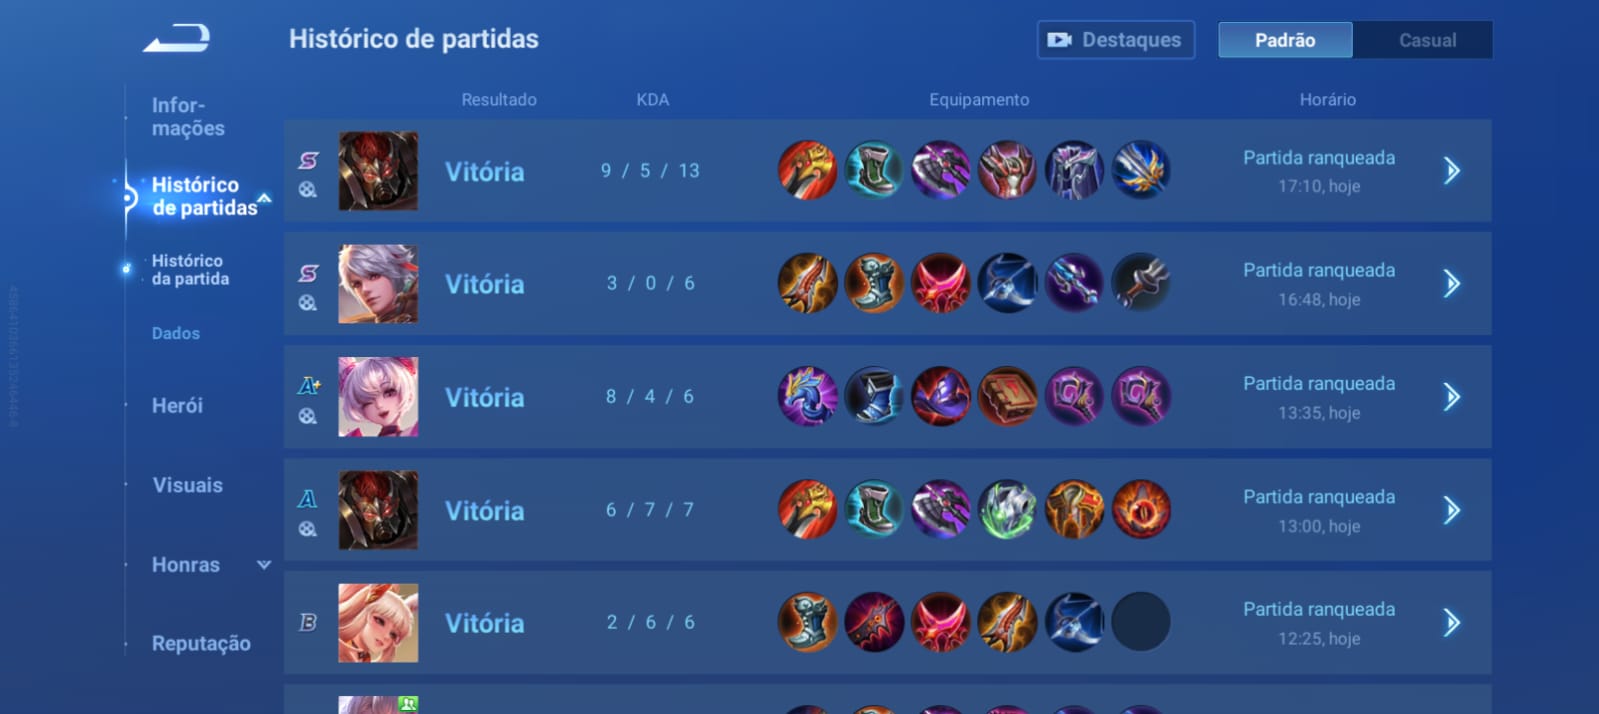 Histórico de partidas
Destaques
Padrão
Casual
Infor-
mações
Histórico
de partidas
Histórico
da partida
Dados
Herói
Visuais
Honras
Reputação
Resultado KDA Equipamento Horário
S Vitória 9 / 5 / 13 Partida ranqueada
17:10, hoje
S Vitória 3 / 0 / 6 Partida ranqueada
16:48, hoje
A+ Vitória 8 / 4 / 6 Partida ranqueada
13:35, hoje
A Vitória 6 / 7 / 7 Partida ranqueada
13:00, hoje
B Vitória 2 / 6 / 6 Partida ranqueada
12:25, hoje